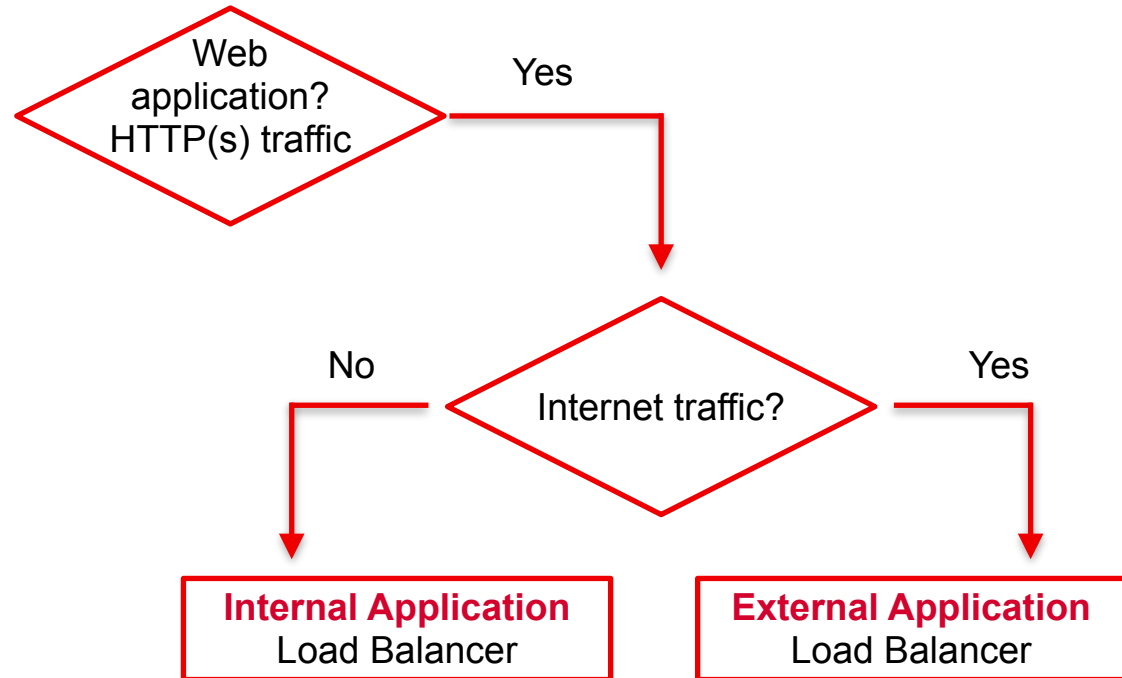 Web
application?
HTTP(s) traffic
Yes
No
Yes
Internet traffic?
Internal Application
Load Balancer
External Application
Load Balancer